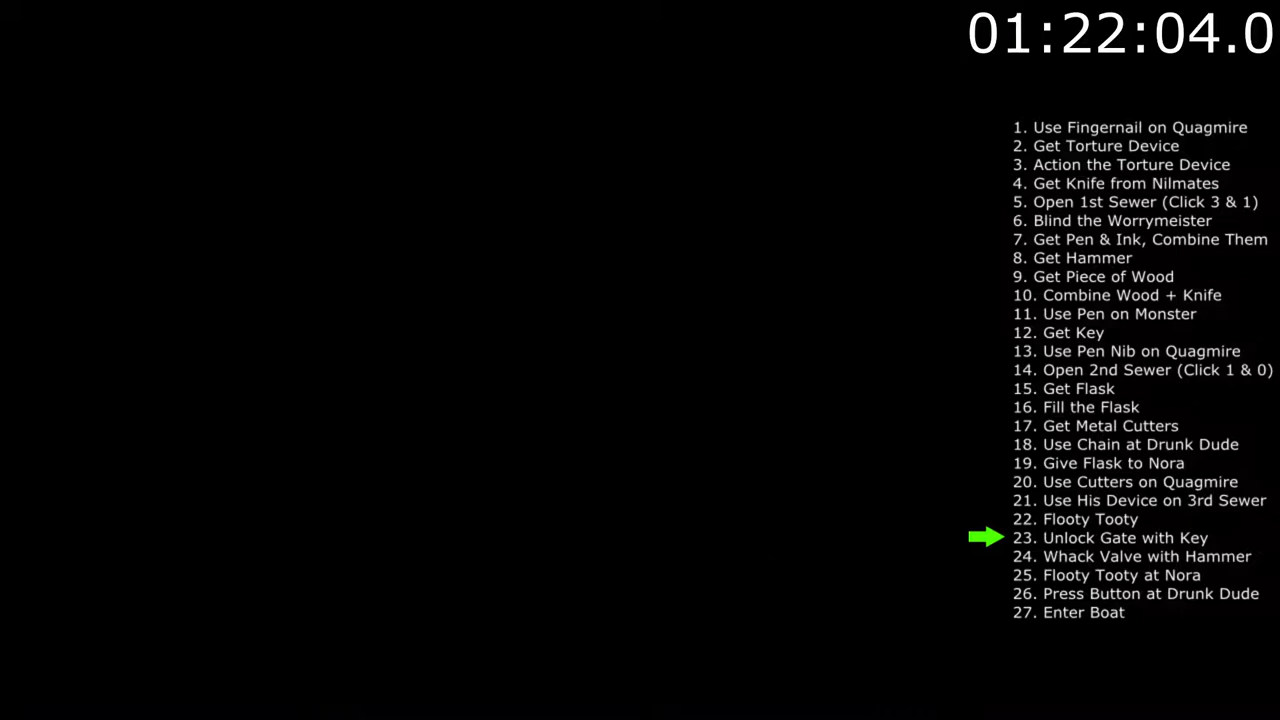 01:22:04.0
1. Use Fingernail on Quagmire
2. Get Torture Device
3. Action the Torture Device
4. Get Knife from Nilmates
5. Open 1st Sewer (Click 3 & 1)
6. Blind the Worrymeister
7. Get Pen & Ink, Combine Them
8. Get Hammer
9. Get Piece of Wood
10. Combine Wood + Knife
11. Use Pen on Monster
12. Get Key
13. Use Pen Nib on Quagmire
14. Open 2nd Sewer (Click 1 & 0)
15. Get Flask
16. Fill the Flask
17. Get Metal Cutters
18. Use Chain at Drunk Dude
19. Give Flask to Nora
20. Use Cutters on Quagmire
21. Use His Device on 3rd Sewer
22. Flooty Tooty
23. Unlock Gate with Key
24. Whack Valve with Hammer
25. Flooty Tooty at Nora
26. Press Button at Drunk Dude
27. Enter Boat